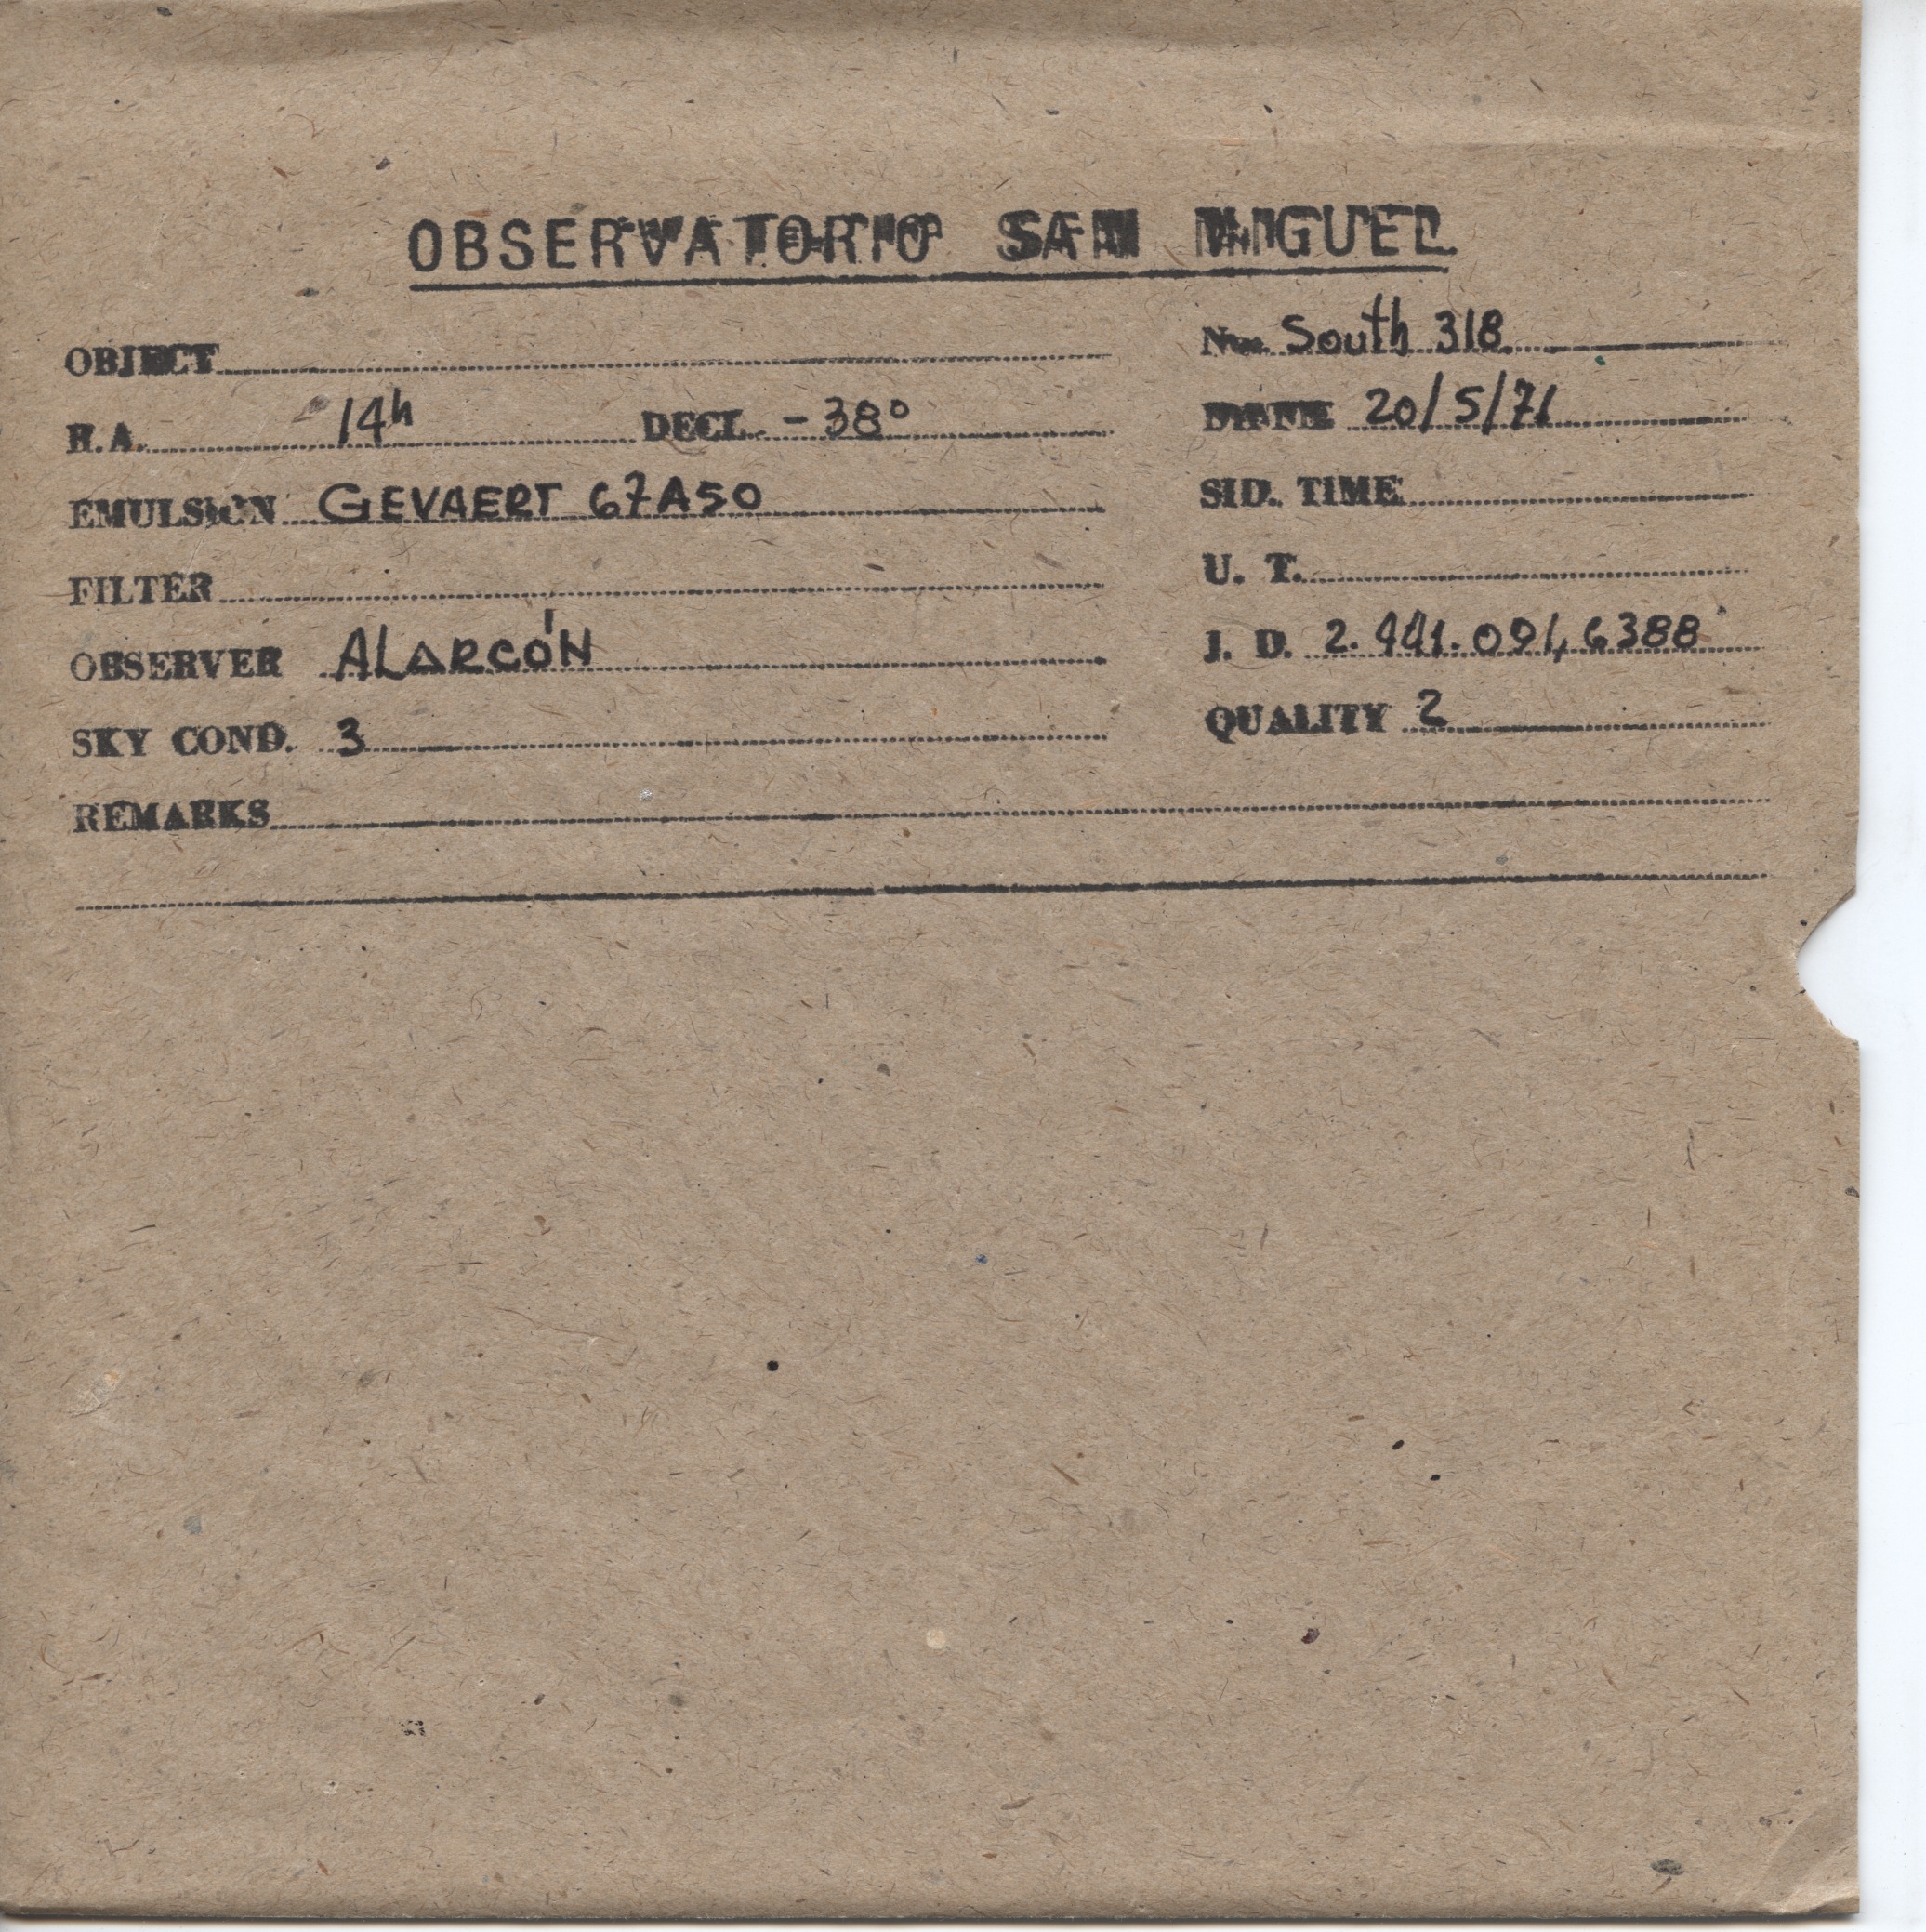 OBSERVATORIO SAN MIGUEL
OBJECT
No. South 318
R.A. 14h DECL. -38°
DATE 20/5/71
EMULSION GEVAERT 67A50
SID. TIME
FILTER
U. T.
OBSERVER ALARCÓN
J. D. 2.441.091,6388
SKY COND. 3
QUALITY 2
REMARKS